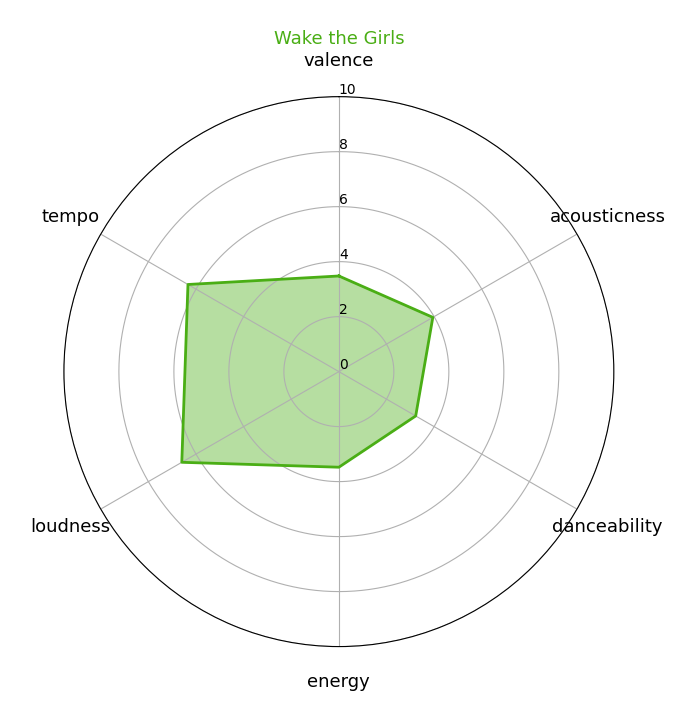 Wake the Girls
valence
10
8
tempo
6
acousticness
4
2
0
loudness
danceability
energy